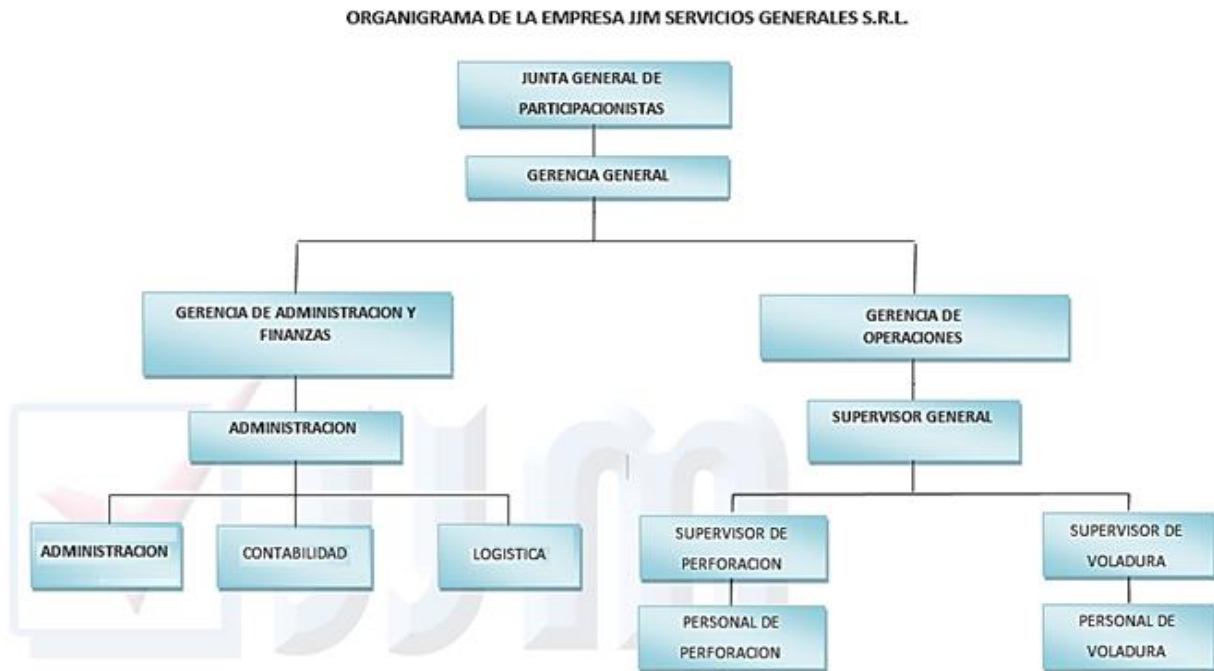 ORGANIGRAMA DE LA EMPRESA JJM SERVICIOS GENERALES S.R.L.
JUNTA GENERAL DE
PARTICIPACIONISTAS
GERENCIA GENERAL
GERENCIA DE ADMINISTRACION Y
FINANZAS
GERENCIA DE
OPERACIONES
ADMINISTRACION
SUPERVISOR GENERAL
ADMINISTRACION
CONTABILIDAD
LOGISTICA
SUPERVISOR DE
PERFORACION
SUPERVISOR DE
VOLADURA
PERSONAL DE
PERFORACION
PERSONAL DE
VOLADURA
jjm